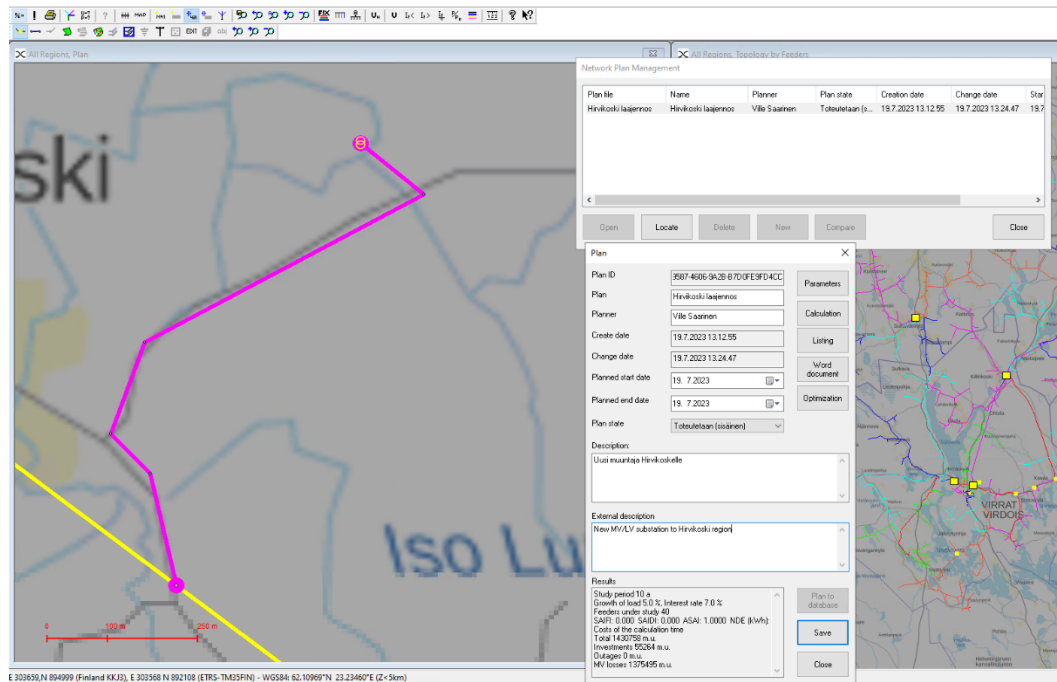 All Regions, Plan
All Regions, Topology by Feeders
Network Plan Management
Plan file Name Planner Plan state Creation date Change date Star
Hirvikoski laajennos Hirvikoski laajennos Ville Saarinen Toteutetaan (s... 19.7.2023 13.12.55 19.7.2023 13.24.47 19.7
Open Locate Delete New Compare Close
Plan
Plan ID 9587-4606-9A2B-B7D0FE9FD4CC Parameters
Plan Hirvikoski laajennos
Planner Ville Saarinen Calculation
Create date 19.7.2023 13.12.55 Listing
Change date 19.7.2023 13.24.47 Word document
Planned start date 19. 7.2023
Planned end date 19. 7.2023 Optimization
Plan state Toteutetaan (sisäinen)
Description:
Uusi muuntaja Hirvikoskelle
External description
New MV/LV substation to Hirvikoski region
Results
Study period 10 a
Growth of load 5.0 %, Interest rate 7.0 %
Feeders under study 40
SAIFI: 0.000 SAIDI: 0.000 ASAI: 1.0000 NDE (kWh):
Costs of the calculation time
Total 1430758 m.u.
Investments 55264 m.u.
Outages 0 m.u.
MV losses 1375495 m.u.
Plan to database
Save
Close
ski
Iso Lu
0 100 m 250 m
VIRRAT
VIRDOIS
E 303659,N 894999 (Finland KKJ3), E 303568 N 892108 (ETRS-TM35FIN) - WGS84: 62.10969°N 23.23460°E (Z<5km)